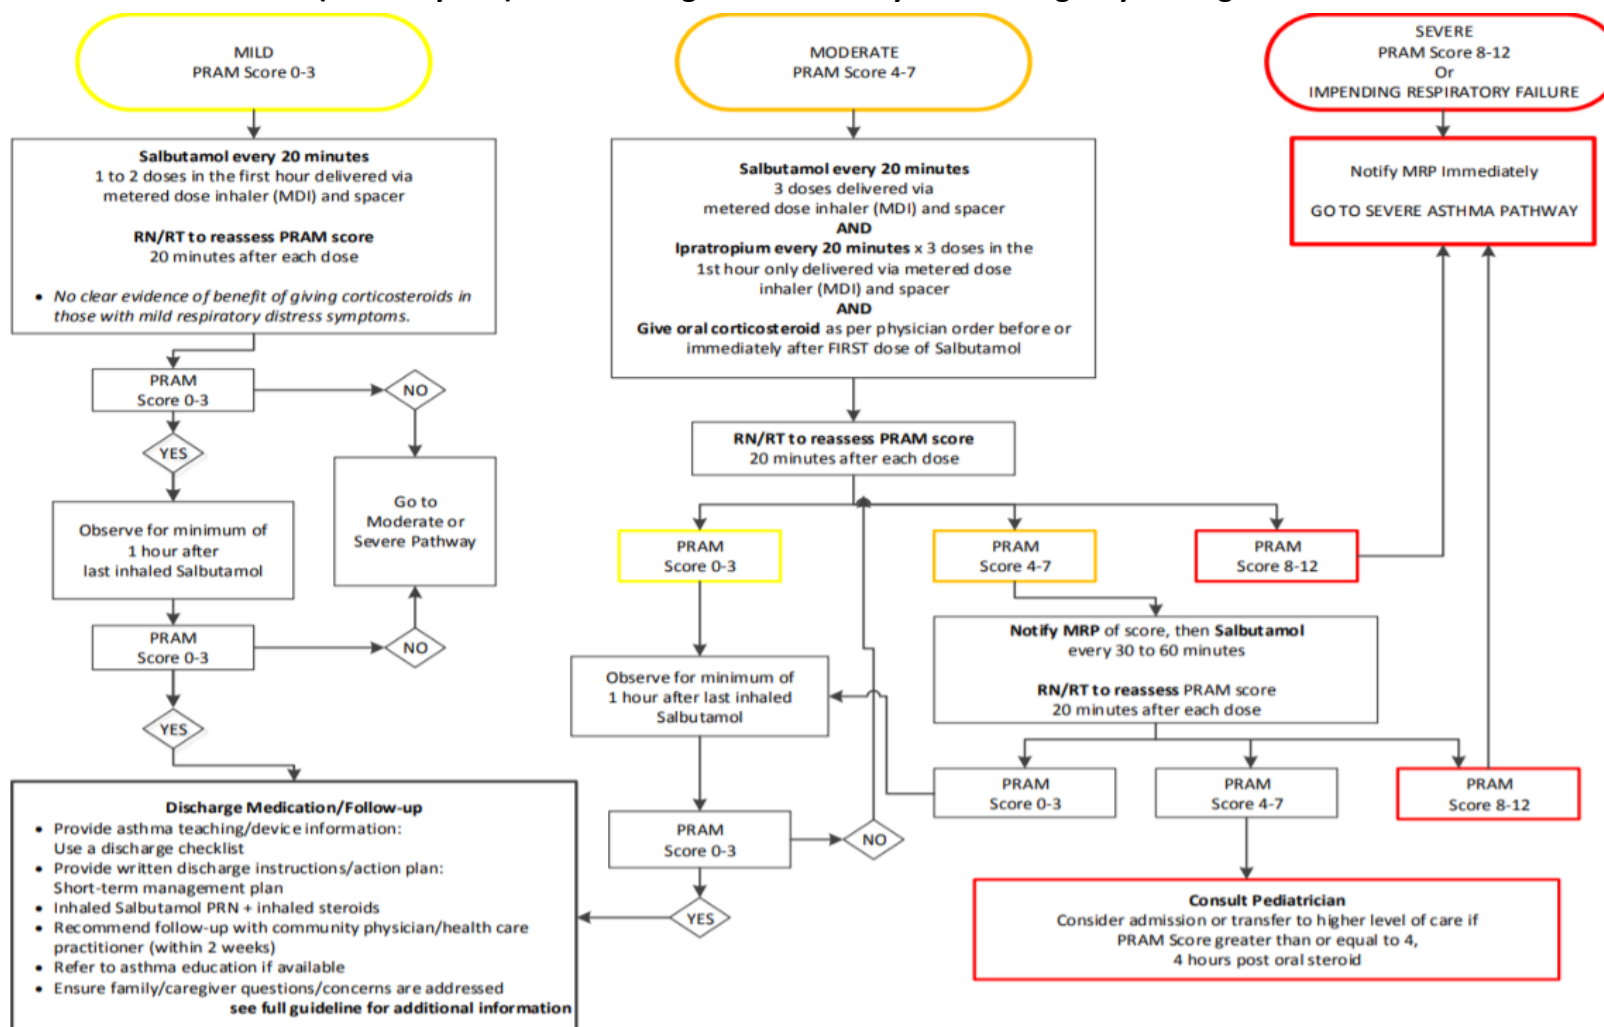 MILD
PRAM Score 0-3
MODERATE
PRAM Score 4-7
SEVERE
PRAM Score 8-12
Or
IMPENDING RESPIRATORY FAILURE
Salbutamol every 20 minutes
1 to 2 doses in the first hour delivered via
metered dose inhaler (MDI) and spacer
RN/RT to reassess PRAM score
20 minutes after each dose
• No clear evidence of benefit of giving corticosteroids in
those with mild respiratory distress symptoms.
Salbutamol every 20 minutes
3 doses delivered via
metered dose inhaler (MDI) and spacer
AND
Ipratropium every 20 minutes x 3 doses in the
1st hour only delivered via metered dose
inhaler (MDI) and spacer
AND
Give oral corticosteroid as per physician order before or
immediately after FIRST dose of Salbutamol
Notify MRP Immediately
GO TO SEVERE ASTHMA PATHWAY
PRAM
Score 0-3
NO
YES
Go to
Moderate or
Severe Pathway
Observe for minimum of
1 hour after
last inhaled Salbutamol
PRAM
Score 0-3
NO
YES
RN/RT to reassess PRAM score
20 minutes after each dose
PRAM
Score 0-3
PRAM
Score 4-7
PRAM
Score 8-12
Notify MRP of score, then Salbutamol
every 30 to 60 minutes
RN/RT to reassess PRAM score
20 minutes after each dose
Observe for minimum of
1 hour after last inhaled
Salbutamol
PRAM
Score 0-3
PRAM
Score 4-7
PRAM
Score 8-12
PRAM
Score 0-3
NO
YES
Consult Pediatrician
Consider admission or transfer to higher level of care if
PRAM Score greater than or equal to 4,
4 hours post oral steroid
Discharge Medication/Follow-up
• Provide asthma teaching/device information:
Use a discharge checklist
• Provide written discharge instructions/action plan:
Short-term management plan
• Inhaled Salbutamol PRN + inhaled steroids
• Recommend follow-up with community physician/health care
practitioner (within 2 weeks)
• Refer to asthma education if available
• Ensure family/caregiver questions/concerns are addressed
see full guideline for additional information